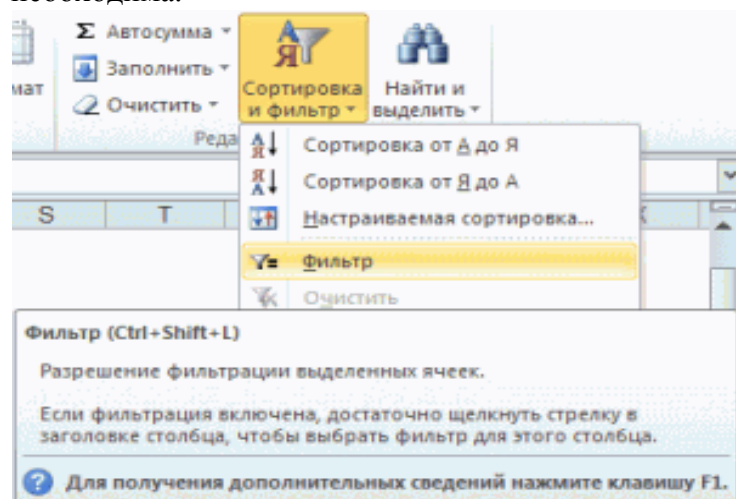 необходима.
Σ Автосумма
Заполнить
Очистить
мат
Сортировка и фильтр
Найти и выделить
Реда
Сортировка от А до Я
Сортировка от Я до А
Настраиваемая сортировка...
S T
Фильтр
Очистить
Фильтр (Ctrl+Shift+L)
Разрешение фильтрации выделенных ячеек.
Если фильтрация включена, достаточно щелкнуть стрелку в
заголовке столбца, чтобы выбрать фильтр для этого столбца.
Для получения дополнительных сведений нажмите клавишу F1.